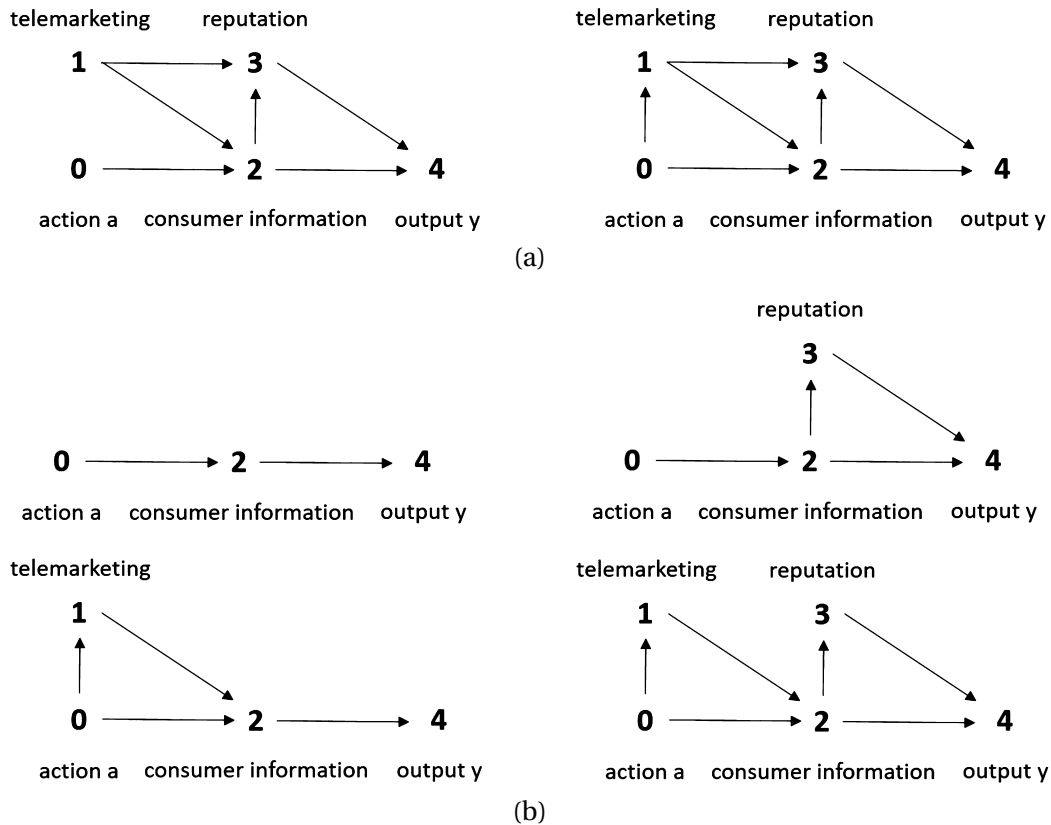 telemarketing reputation telemarketing reputation
1 3 1 3
0 2 4 0 2 4
action a consumer information output y action a consumer information output y
(a)
reputation
3
0 2 4 0 2 4
action a consumer information output y action a consumer information output y
telemarketing telemarketing reputation
1 1 3
0 2 4 0 2 4
action a consumer information output y action a consumer information output y
(b)